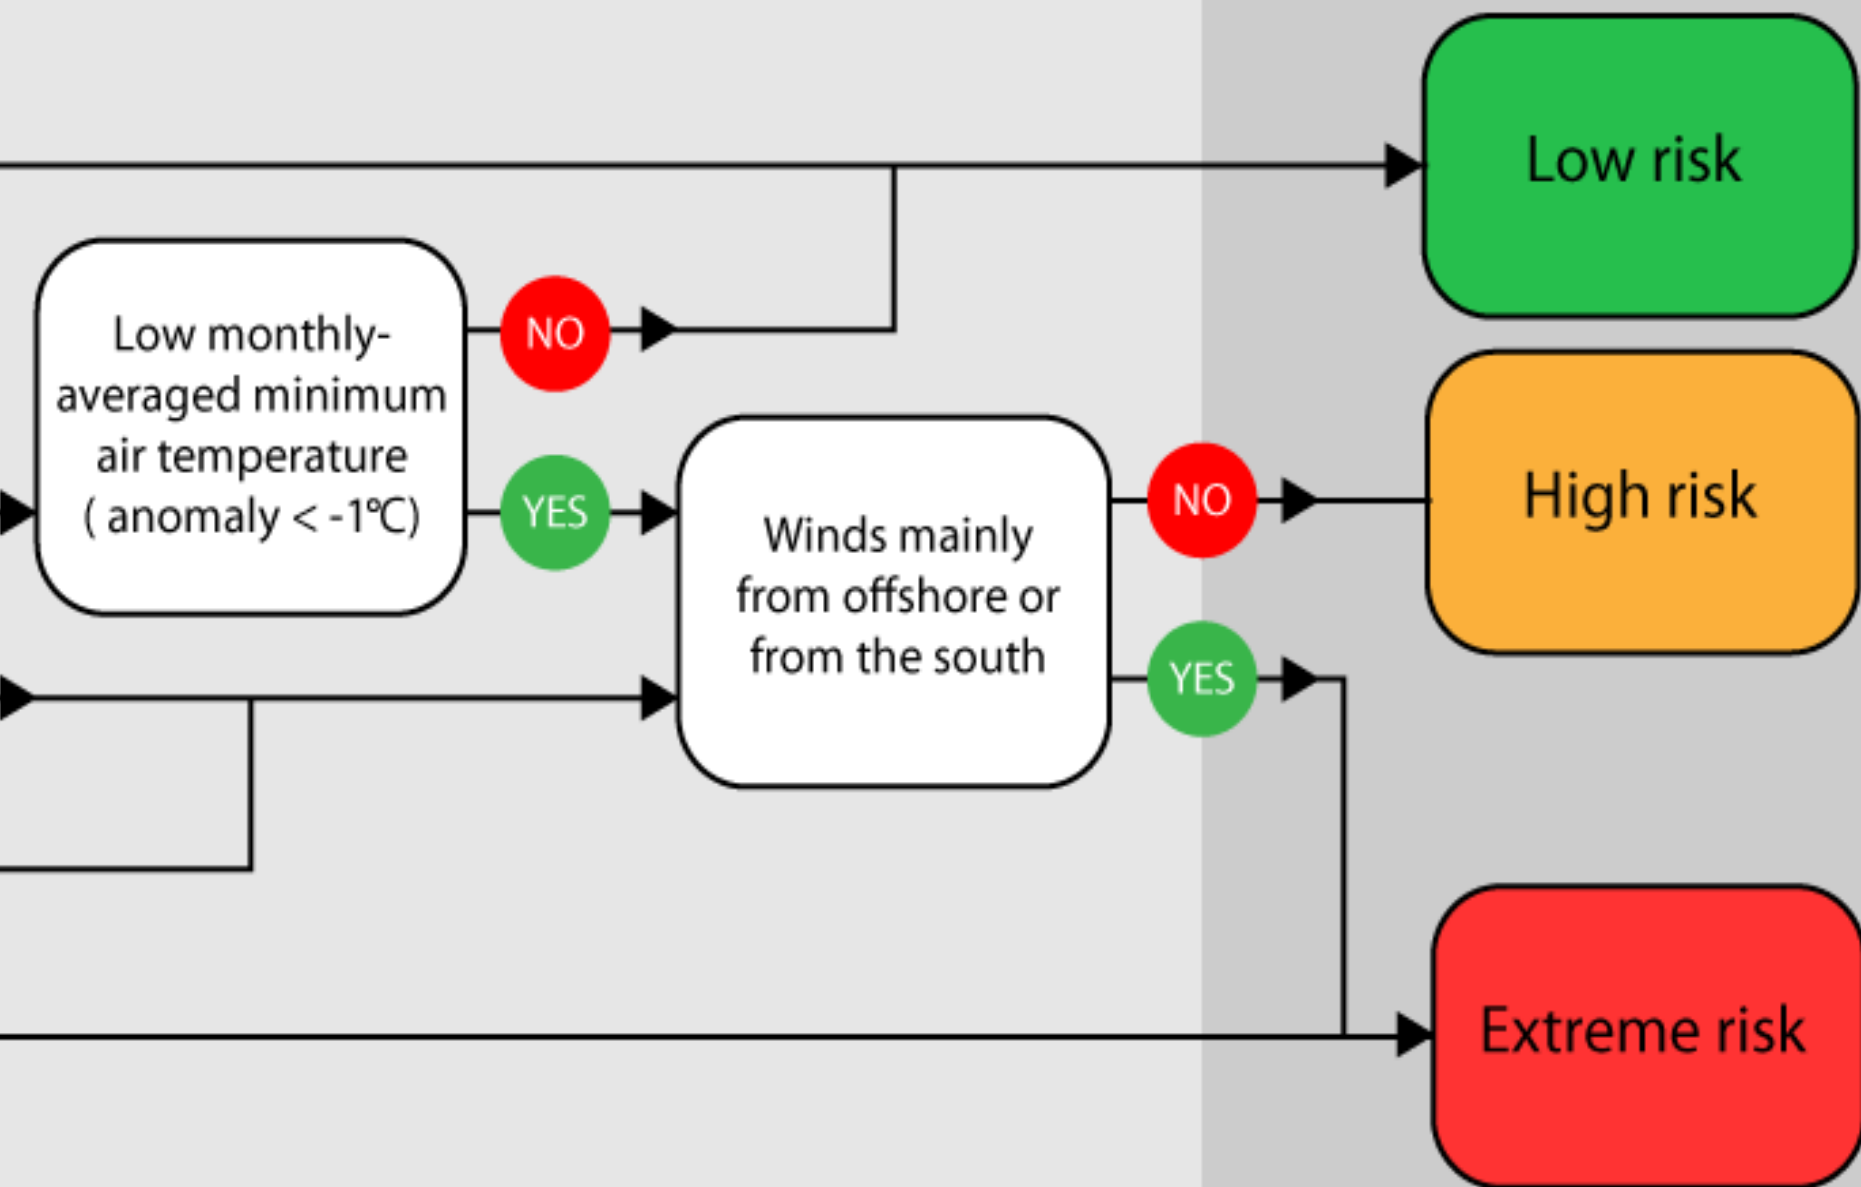 Low risk
Low monthly-
averaged minimum
air temperature
( anomaly < -1°C)
NO
YES
Winds mainly
from offshore or
from the south
NO
YES
High risk
Extreme risk